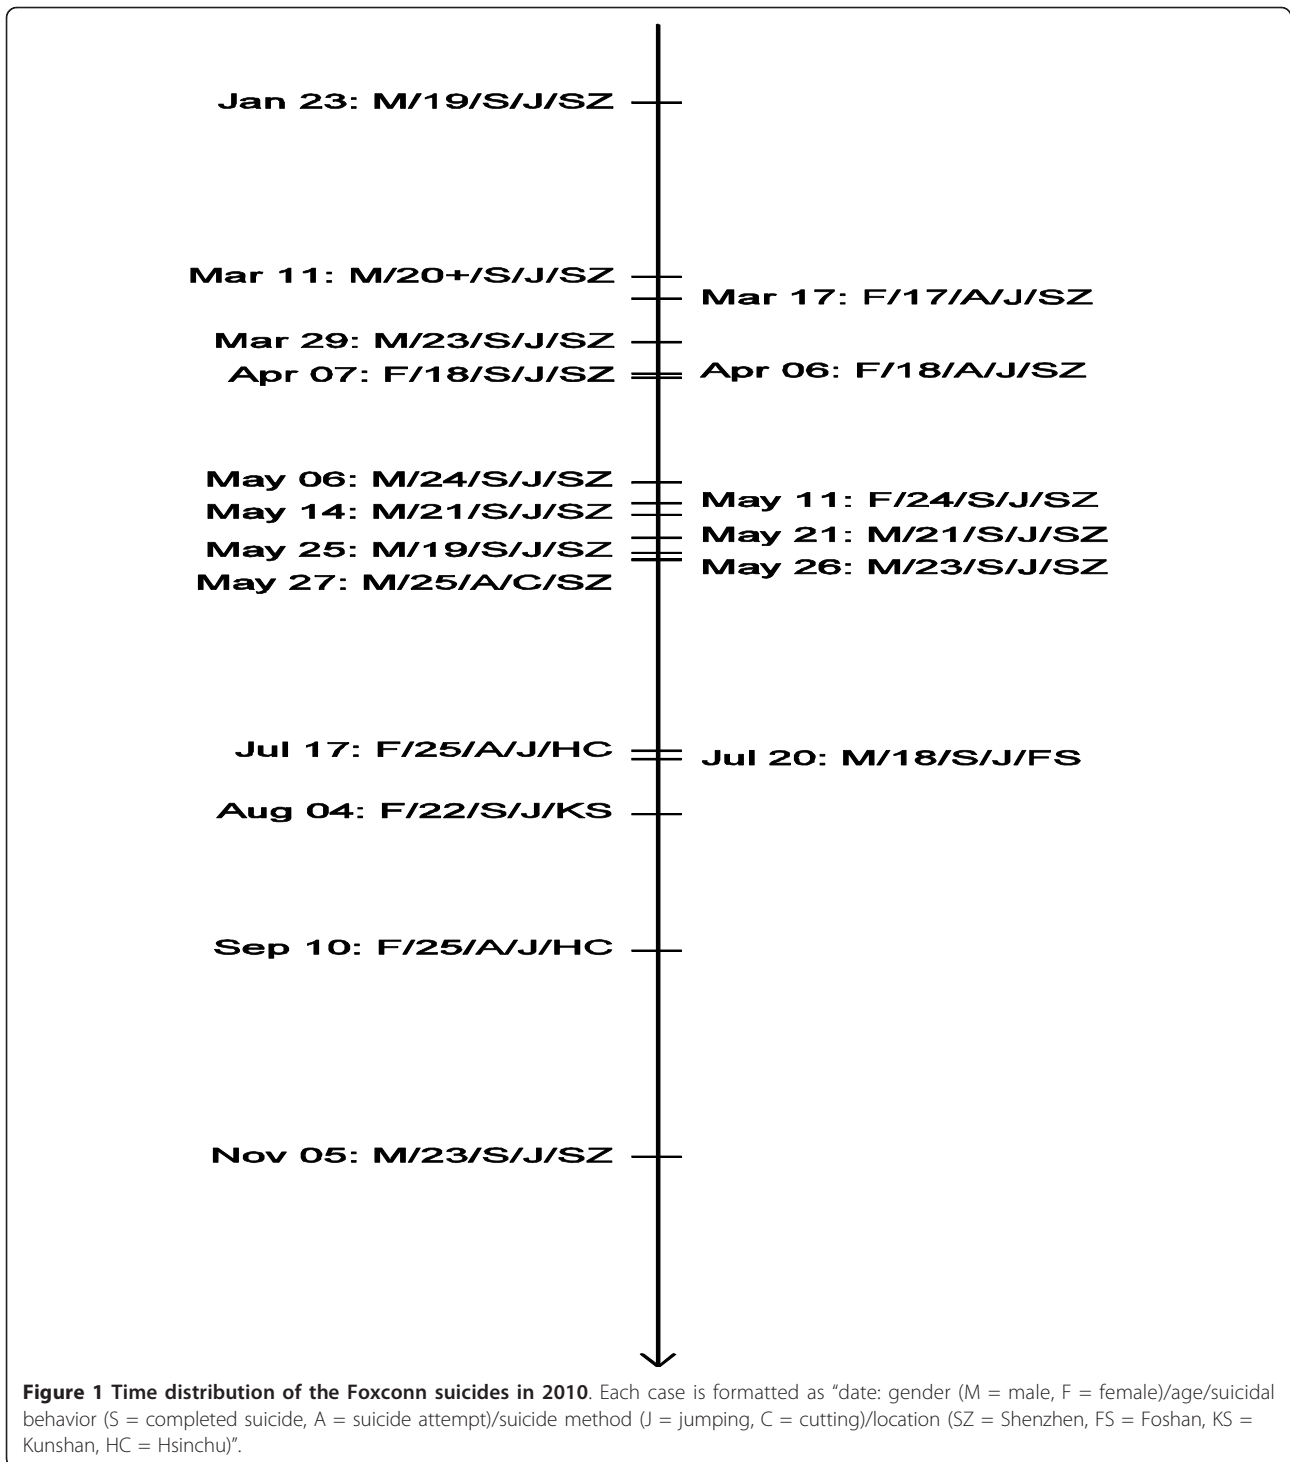 Jan 23: M/19/S/J/SZ
Mar 11: M/20+/S/J/SZ
Mar 17: F/17/A/J/SZ
Mar 29: M/23/S/J/SZ
Apr 06: F/18/A/J/SZ
Apr 07: F/18/S/J/SZ
May 06: M/24/S/J/SZ
May 11: F/24/S/J/SZ
May 14: M/21/S/J/SZ
May 21: M/21/S/J/SZ
May 25: M/19/S/J/SZ
May 26: M/23/S/J/SZ
May 27: M/25/A/C/SZ
Jul 17: F/25/A/J/HC
Jul 20: M/18/S/J/FS
Aug 04: F/22/S/J/KS
Sep 10: F/25/A/J/HC
Nov 05: M/23/S/J/SZ
Figure 1 Time distribution of the Foxconn suicides in 2010. Each case is formatted as “date: gender (M = male, F = female)/age/suicidal
behavior (S = completed suicide, A = suicide attempt)/suicide method (J = jumping, C = cutting)/location (SZ = Shenzhen, FS = Foshan, KS =
Kunshan, HC = Hsinchu)”.